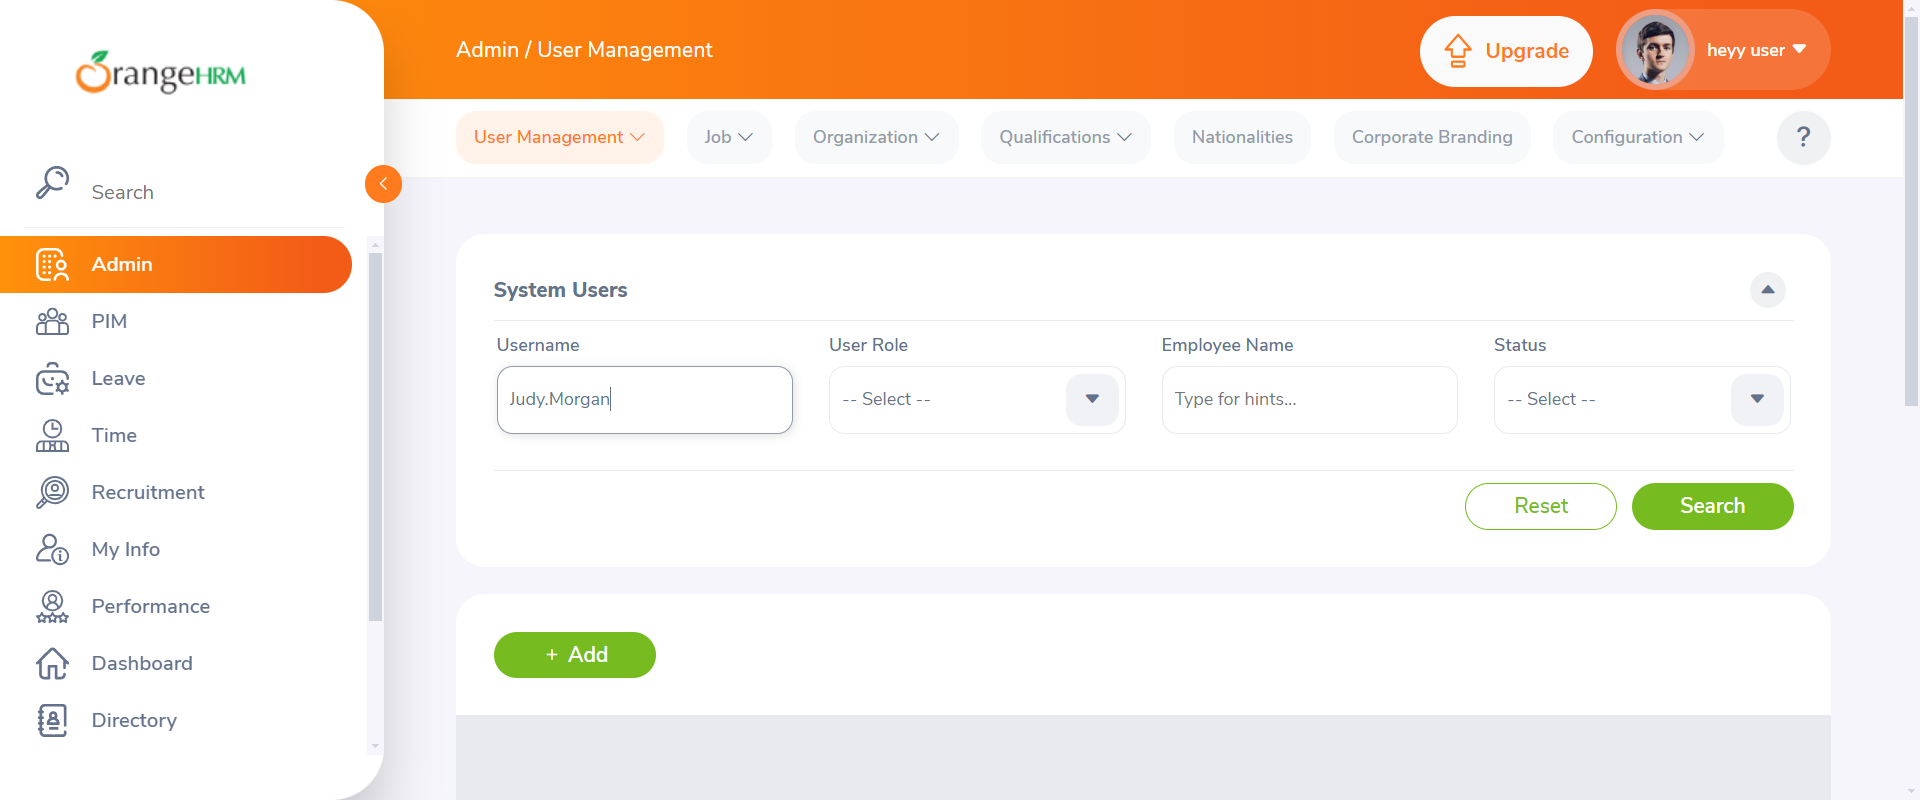 OrangeHRM
Admin / User Management
Upgrade
heyy user
User Management
Job
Organization
Qualifications
Nationalities
Corporate Branding
Configuration
?
Search
Admin
PIM
Leave
Time
Recruitment
My Info
Performance
Dashboard
Directory
System Users
Username
User Role
Employee Name
Status
Judy.Morgan
-- Select --
Type for hints...
-- Select --
Reset
Search
+ Add